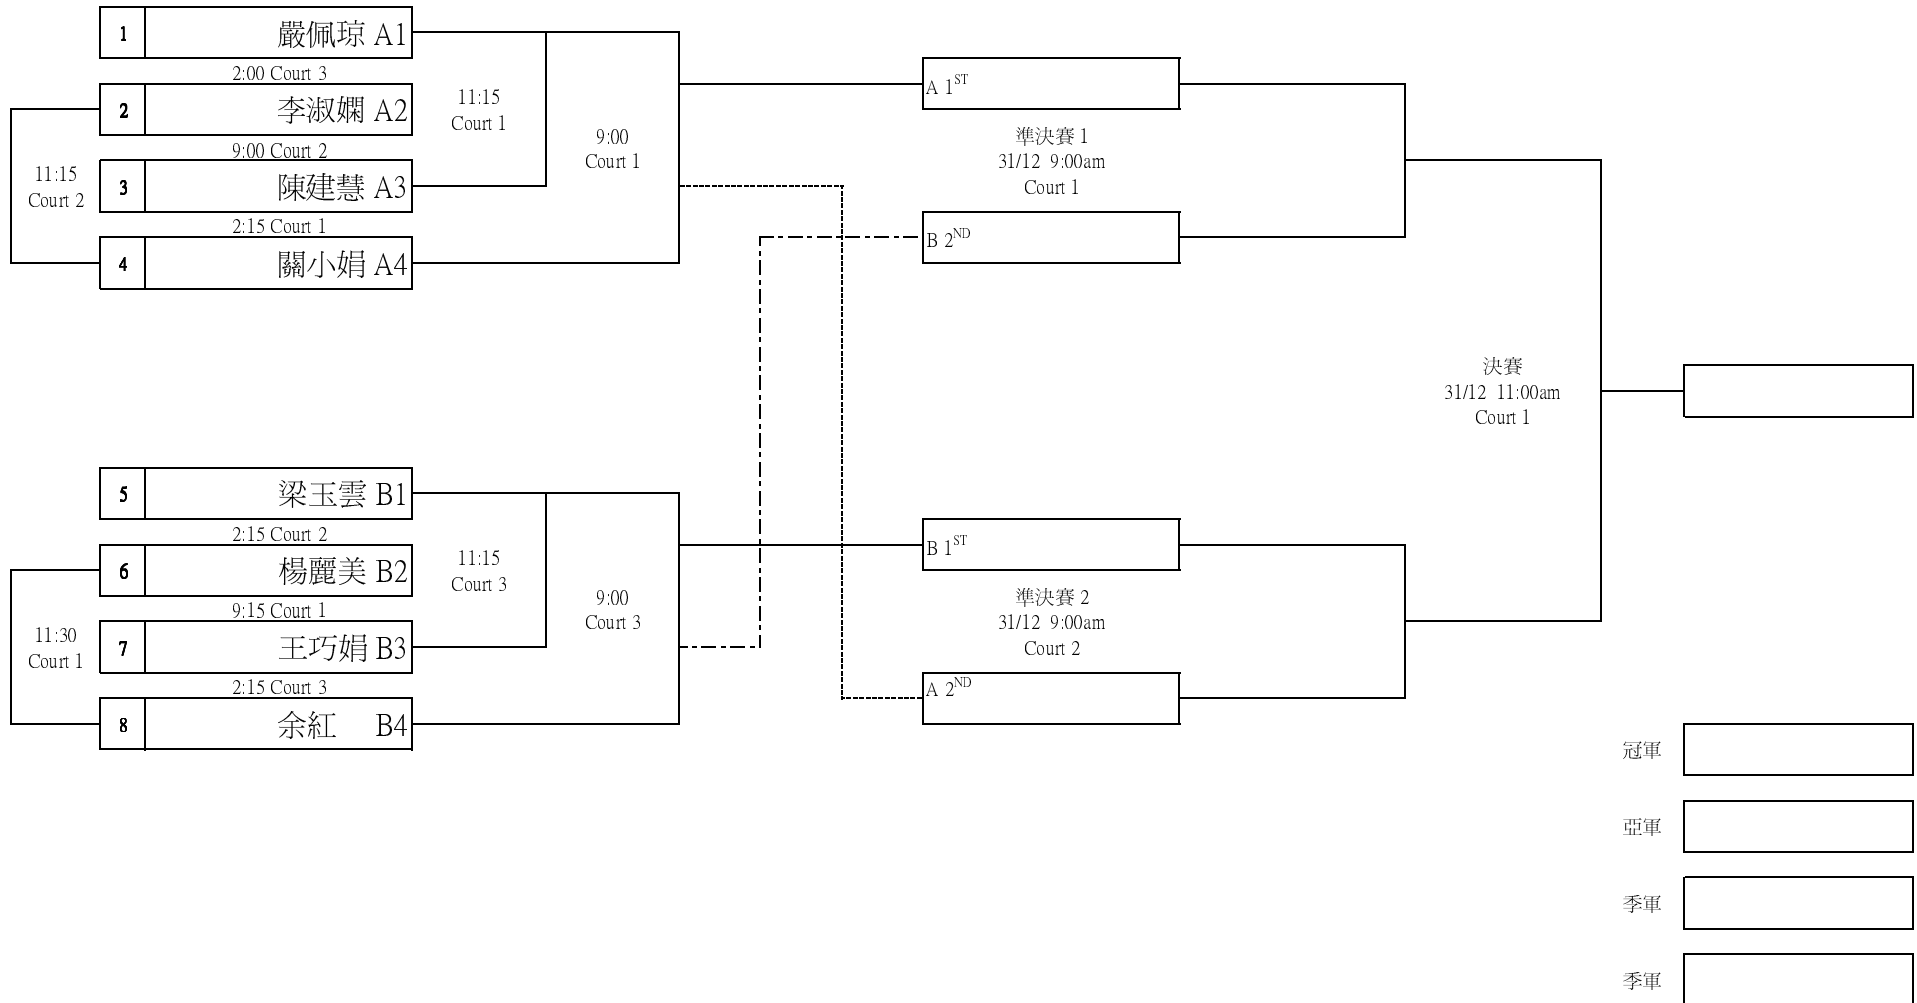 1 嚴佩琼 A1
2:00 Court 3
2 李淑嫻 A2
9:00 Court 2
3 陳建慧 A3
2:15 Court 1
4 關小娟 A4
11:15
Court 2
11:15
Court 1
9:00
Court 1
A 1ST
準決賽 1
31/12 9:00am
Court 1
B 2ND
決賽
31/12 11:00am
Court 1
5 梁玉雲 B1
2:15 Court 2
6 楊麗美 B2
9:15 Court 1
7 王巧娟 B3
2:15 Court 3
8 余紅 B4
11:30
Court 1
11:15
Court 3
9:00
Court 3
B 1ST
準決賽 2
31/12 9:00am
Court 2
A 2ND
冠軍
亞軍
季軍
季軍